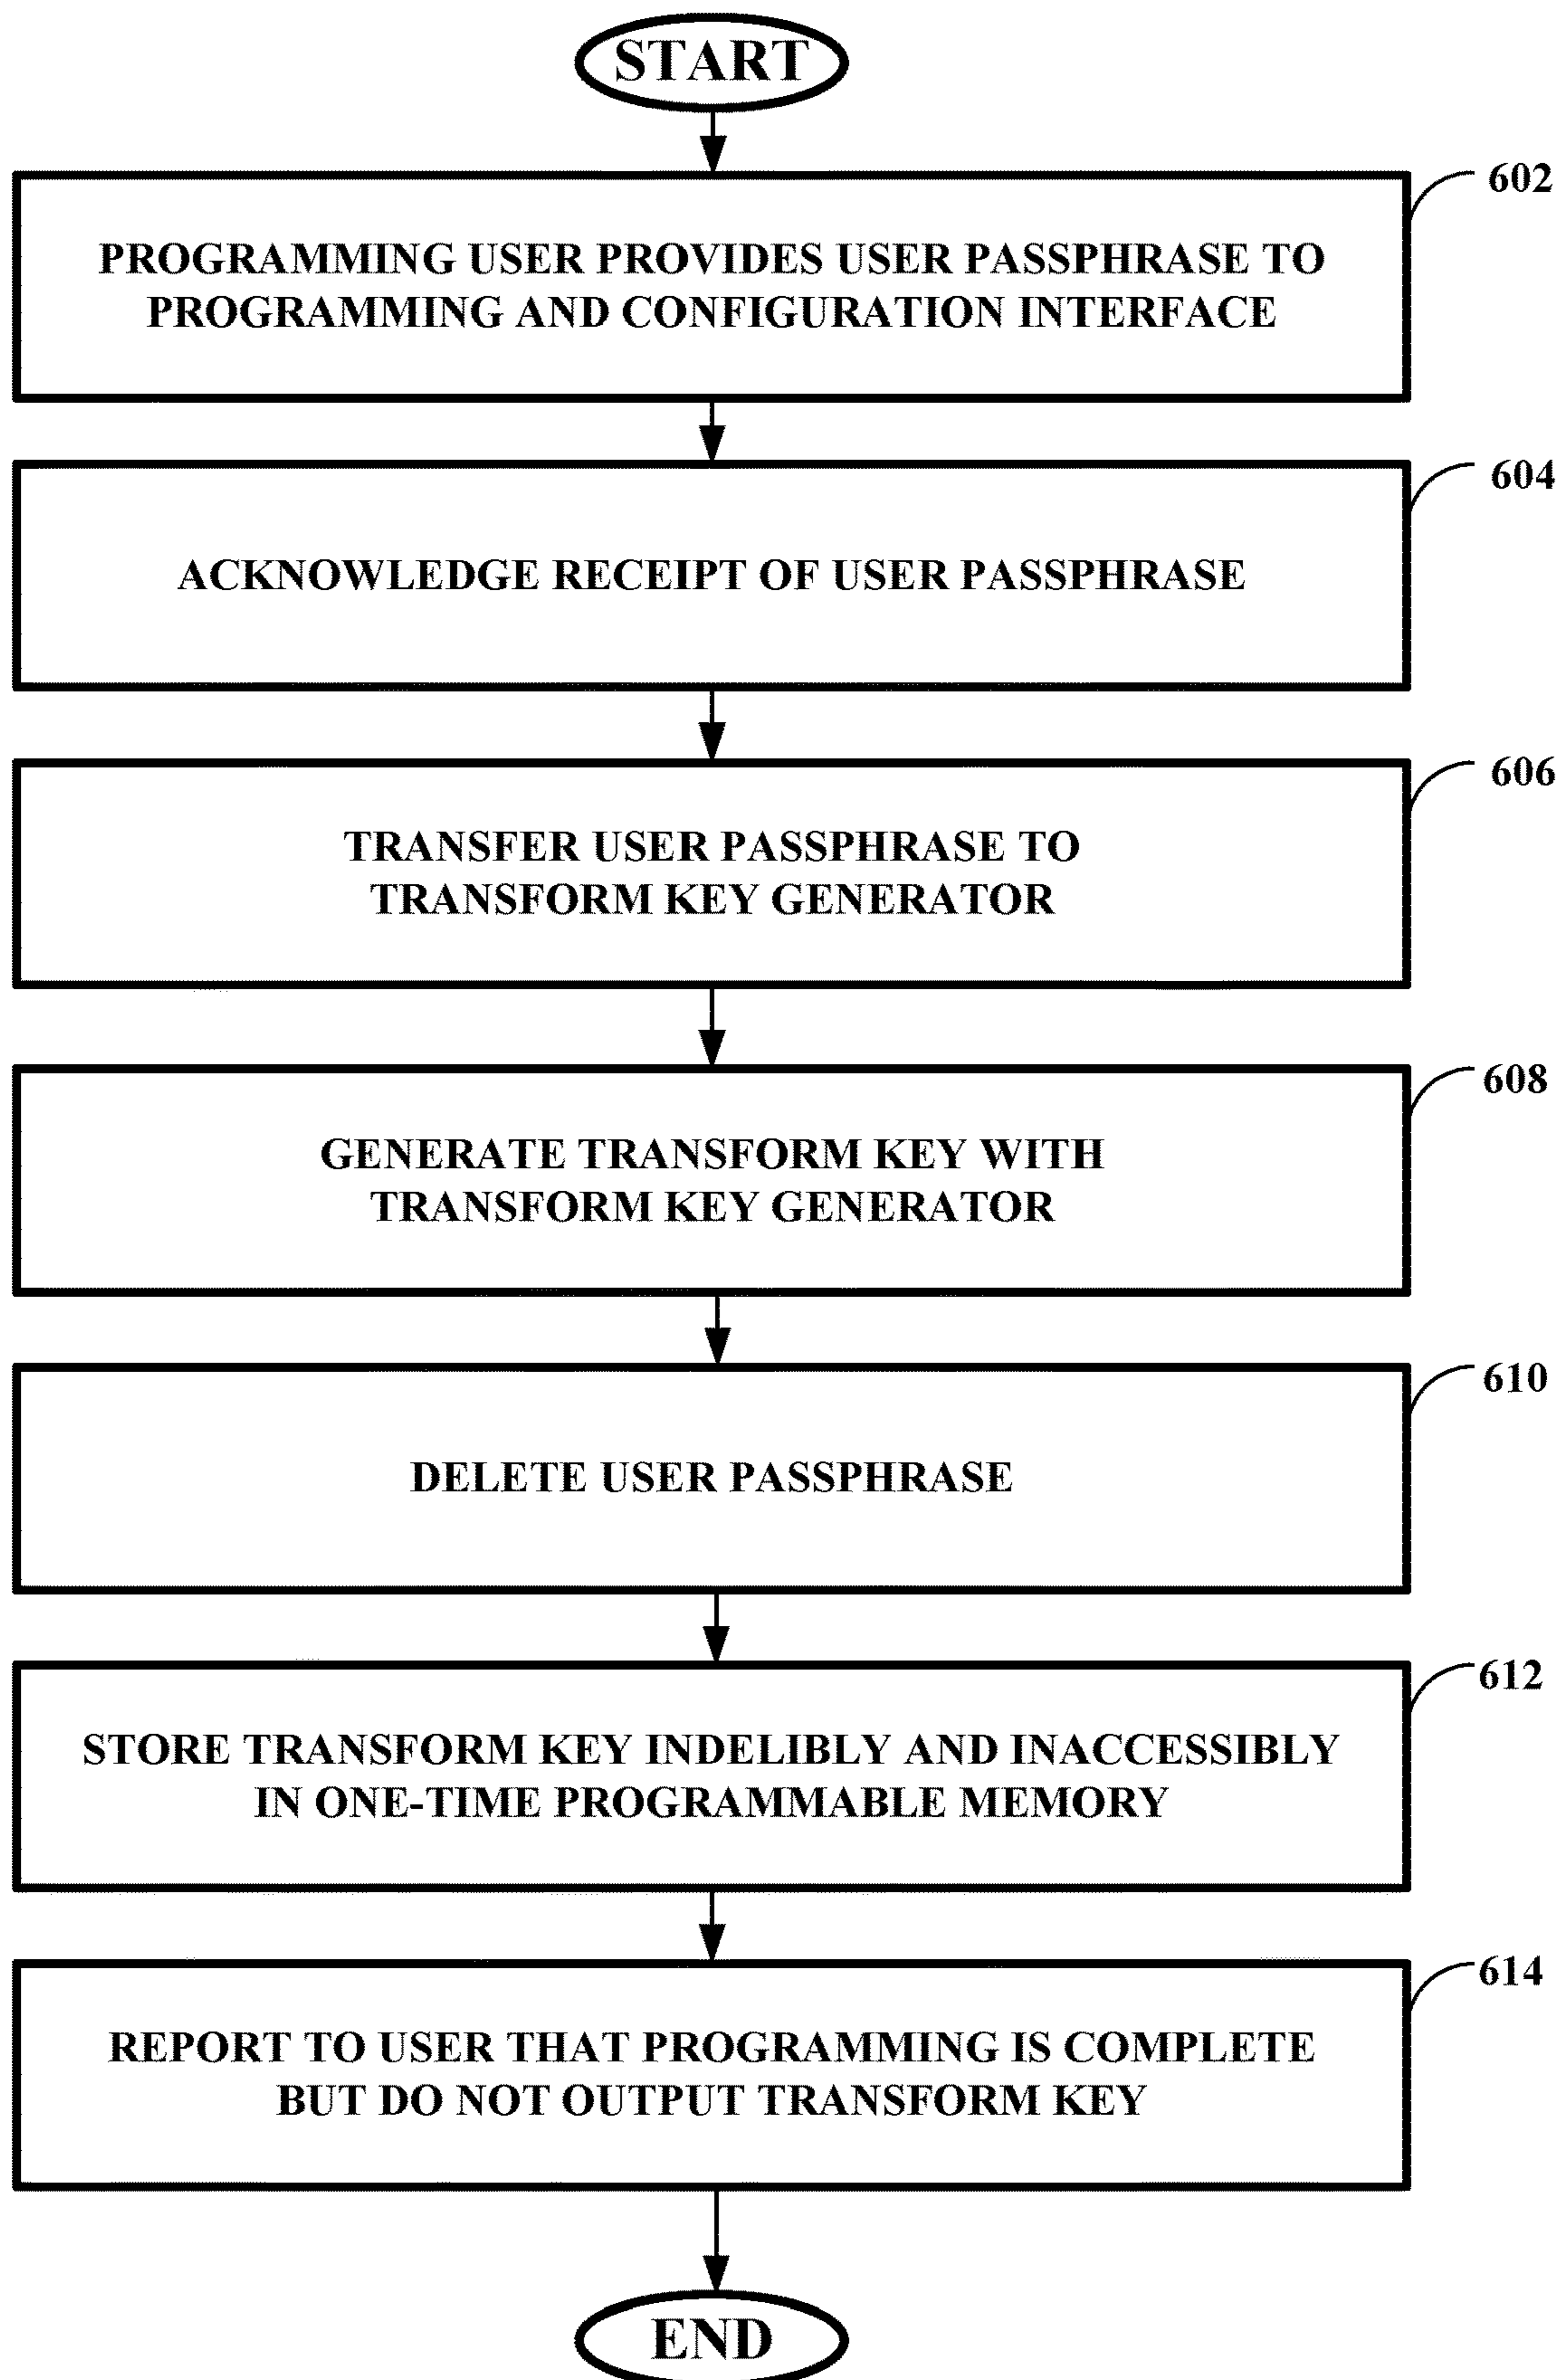 START
602
PROGRAMMING USER PROVIDES USER PASSPHRASE TO
PROGRAMMING AND CONFIGURATION INTERFACE
604
ACKNOWLEDGE RECEIPT OF USER PASSPHRASE
606
TRANSFER USER PASSPHRASE TO
TRANSFORM KEY GENERATOR
608
GENERATE TRANSFORM KEY WITH
TRANSFORM KEY GENERATOR
610
DELETE USER PASSPHRASE
612
STORE TRANSFORM KEY INDELIBLY AND INACCESSIBLY
IN ONE-TIME PROGRAMMABLE MEMORY
614
REPORT TO USER THAT PROGRAMMING IS COMPLETE
BUT DO NOT OUTPUT TRANSFORM KEY
END